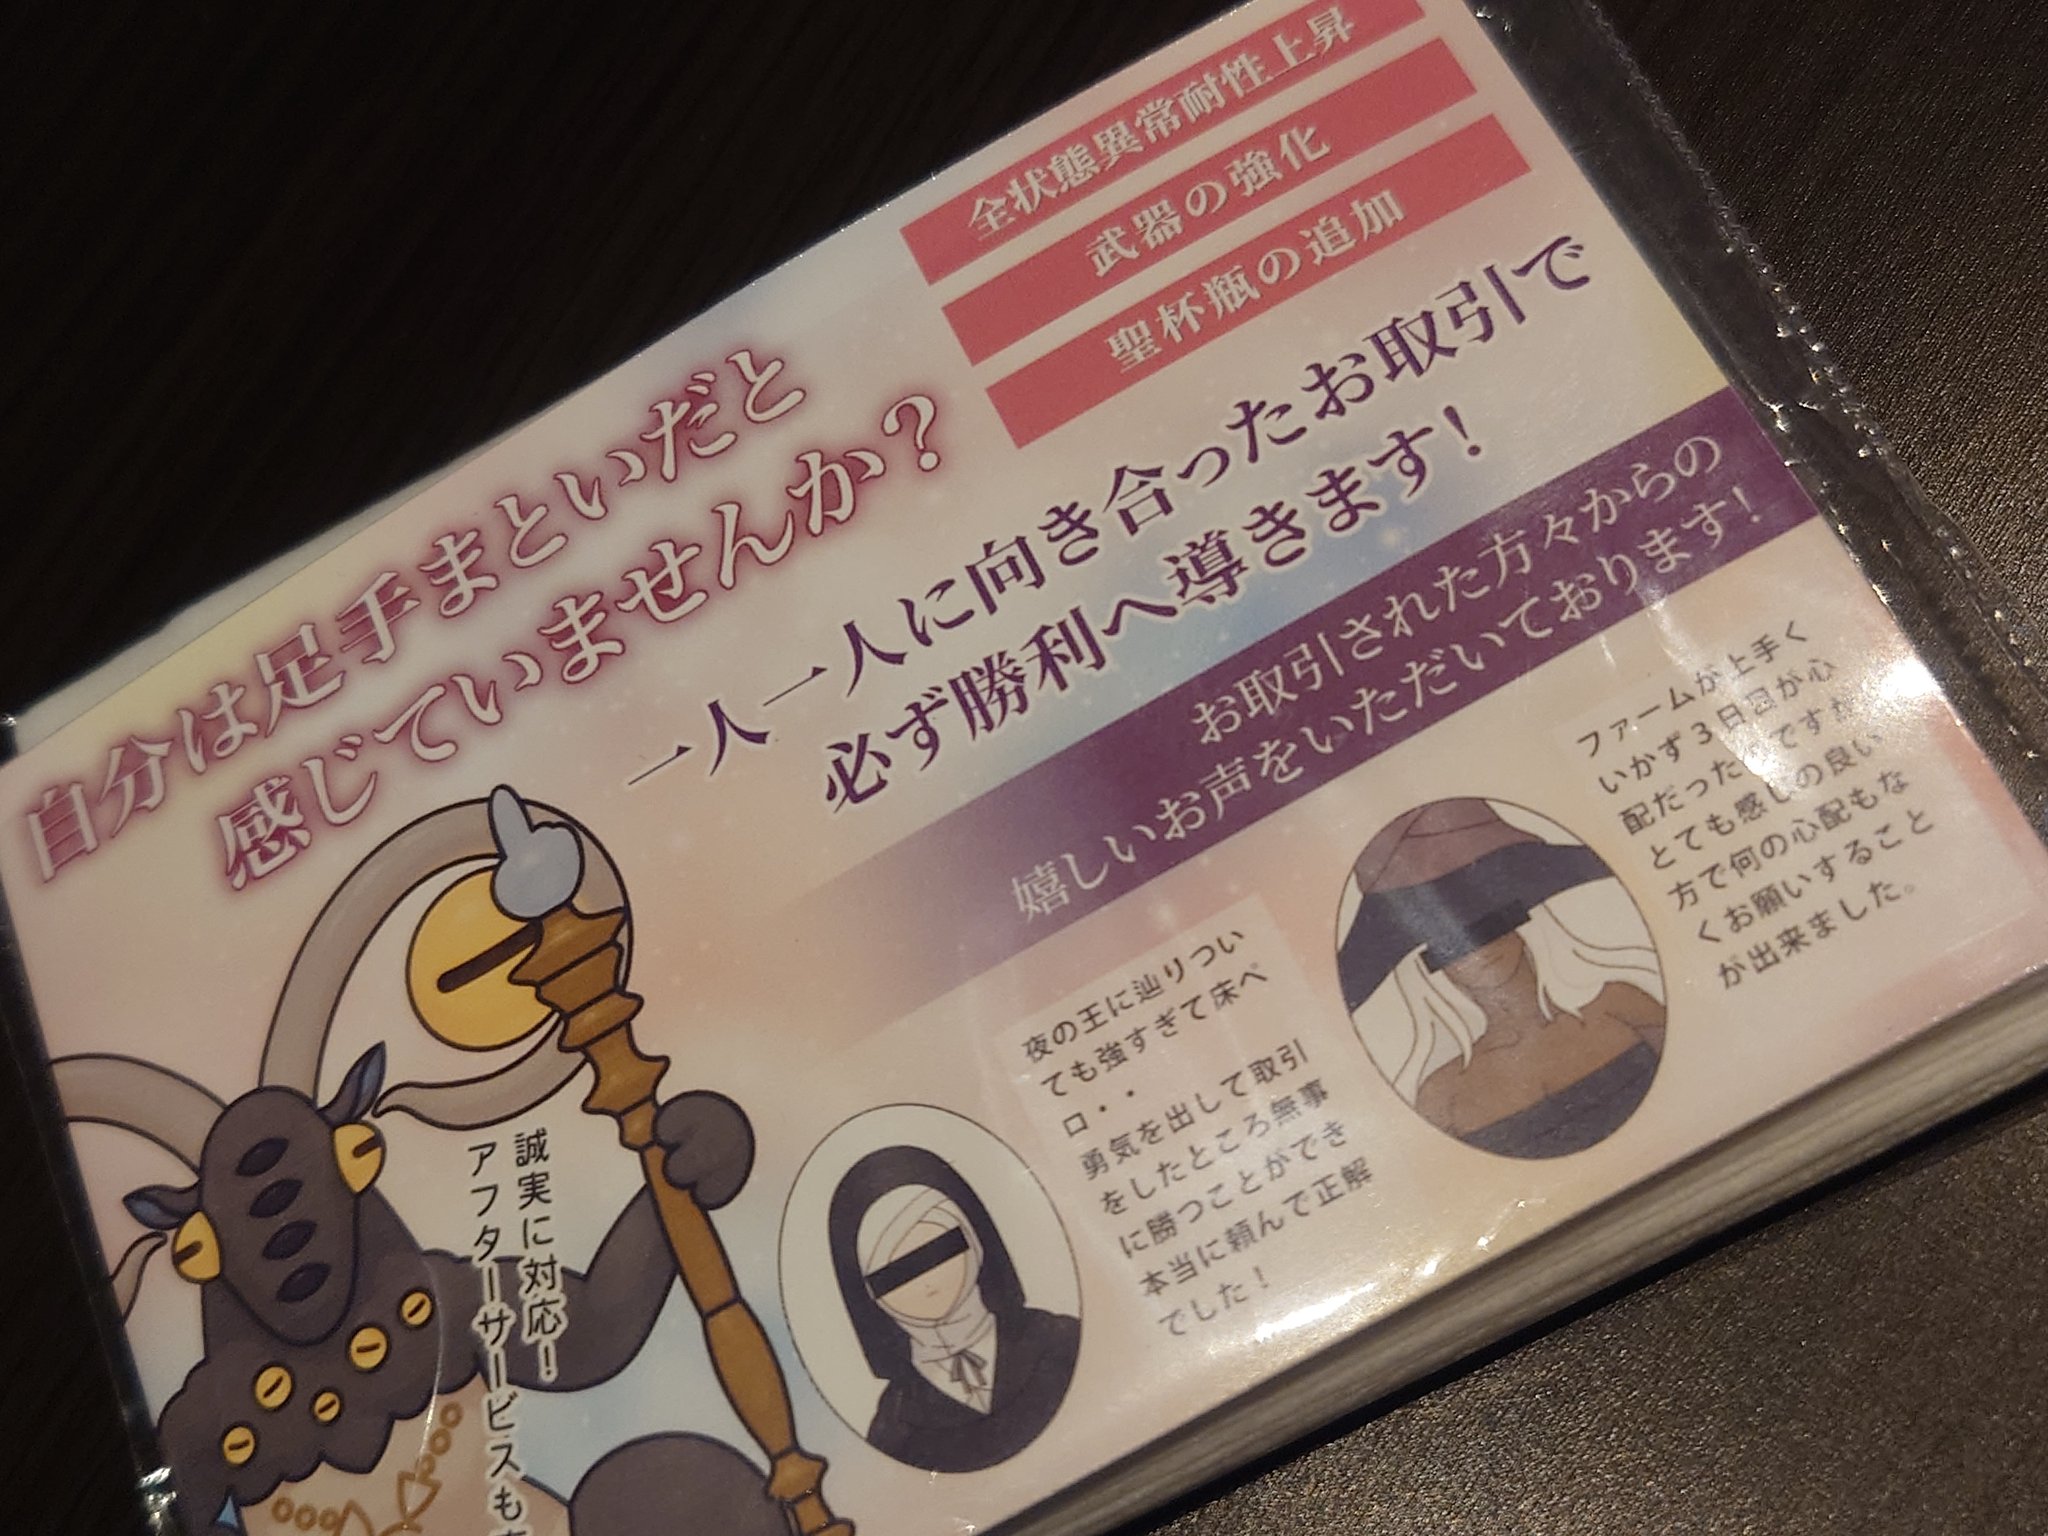 全状態異常耐性上昇
武器の強化
聖杯瓶の追加
自分は足手まといだと
感じていませんか?
一人一人に向き合ったお取引で
必ず勝利へ導きます!
お取引された方々からの
嬉しいお声をいただいております!
ファームが上手く
いかず3日目が心
配だった
ですが
とても感じの良い
方で何の心配もな
くお願いすること
が出来ました。
夜の王に辿りつい
ても強すぎて床ペ
ロ・・
勇気を出して取引
をしたところ無事
に勝つことができ
本当に頼んで正解
でした!
誠実に対応!
アフターサービスも